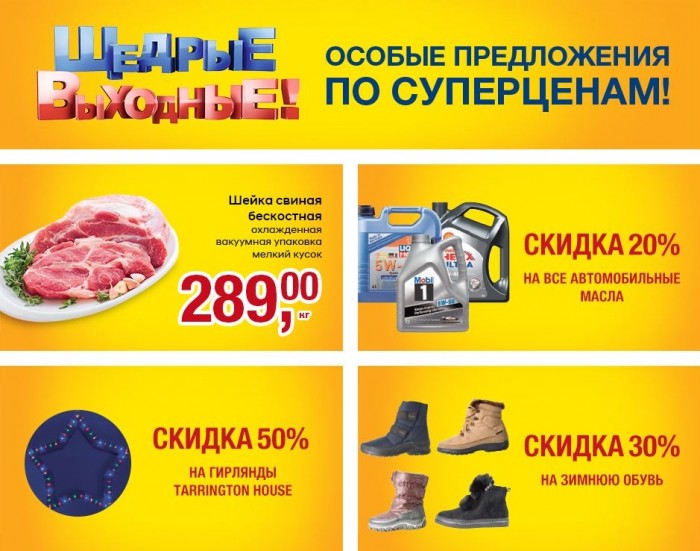 Щедрые
Выходные!
ОСОБЫЕ ПРЕДЛОЖЕНИЯ
ПО СУПЕРЦЕНАМ!
Шейка свиная
бескостная
охлажденная
вакуумная упаковка
мелкий кусок
289,00
кг
Mobil
1
СКИДКА 20%
НА ВСЕ АВТОМОБИЛЬНЫЕ
МАСЛА
СКИДКА 50%
НА ГИРЛЯНДЫ
TARRINGTON HOUSE
СКИДКА 30%
НА ЗИМНЮЮ ОБУВЬ